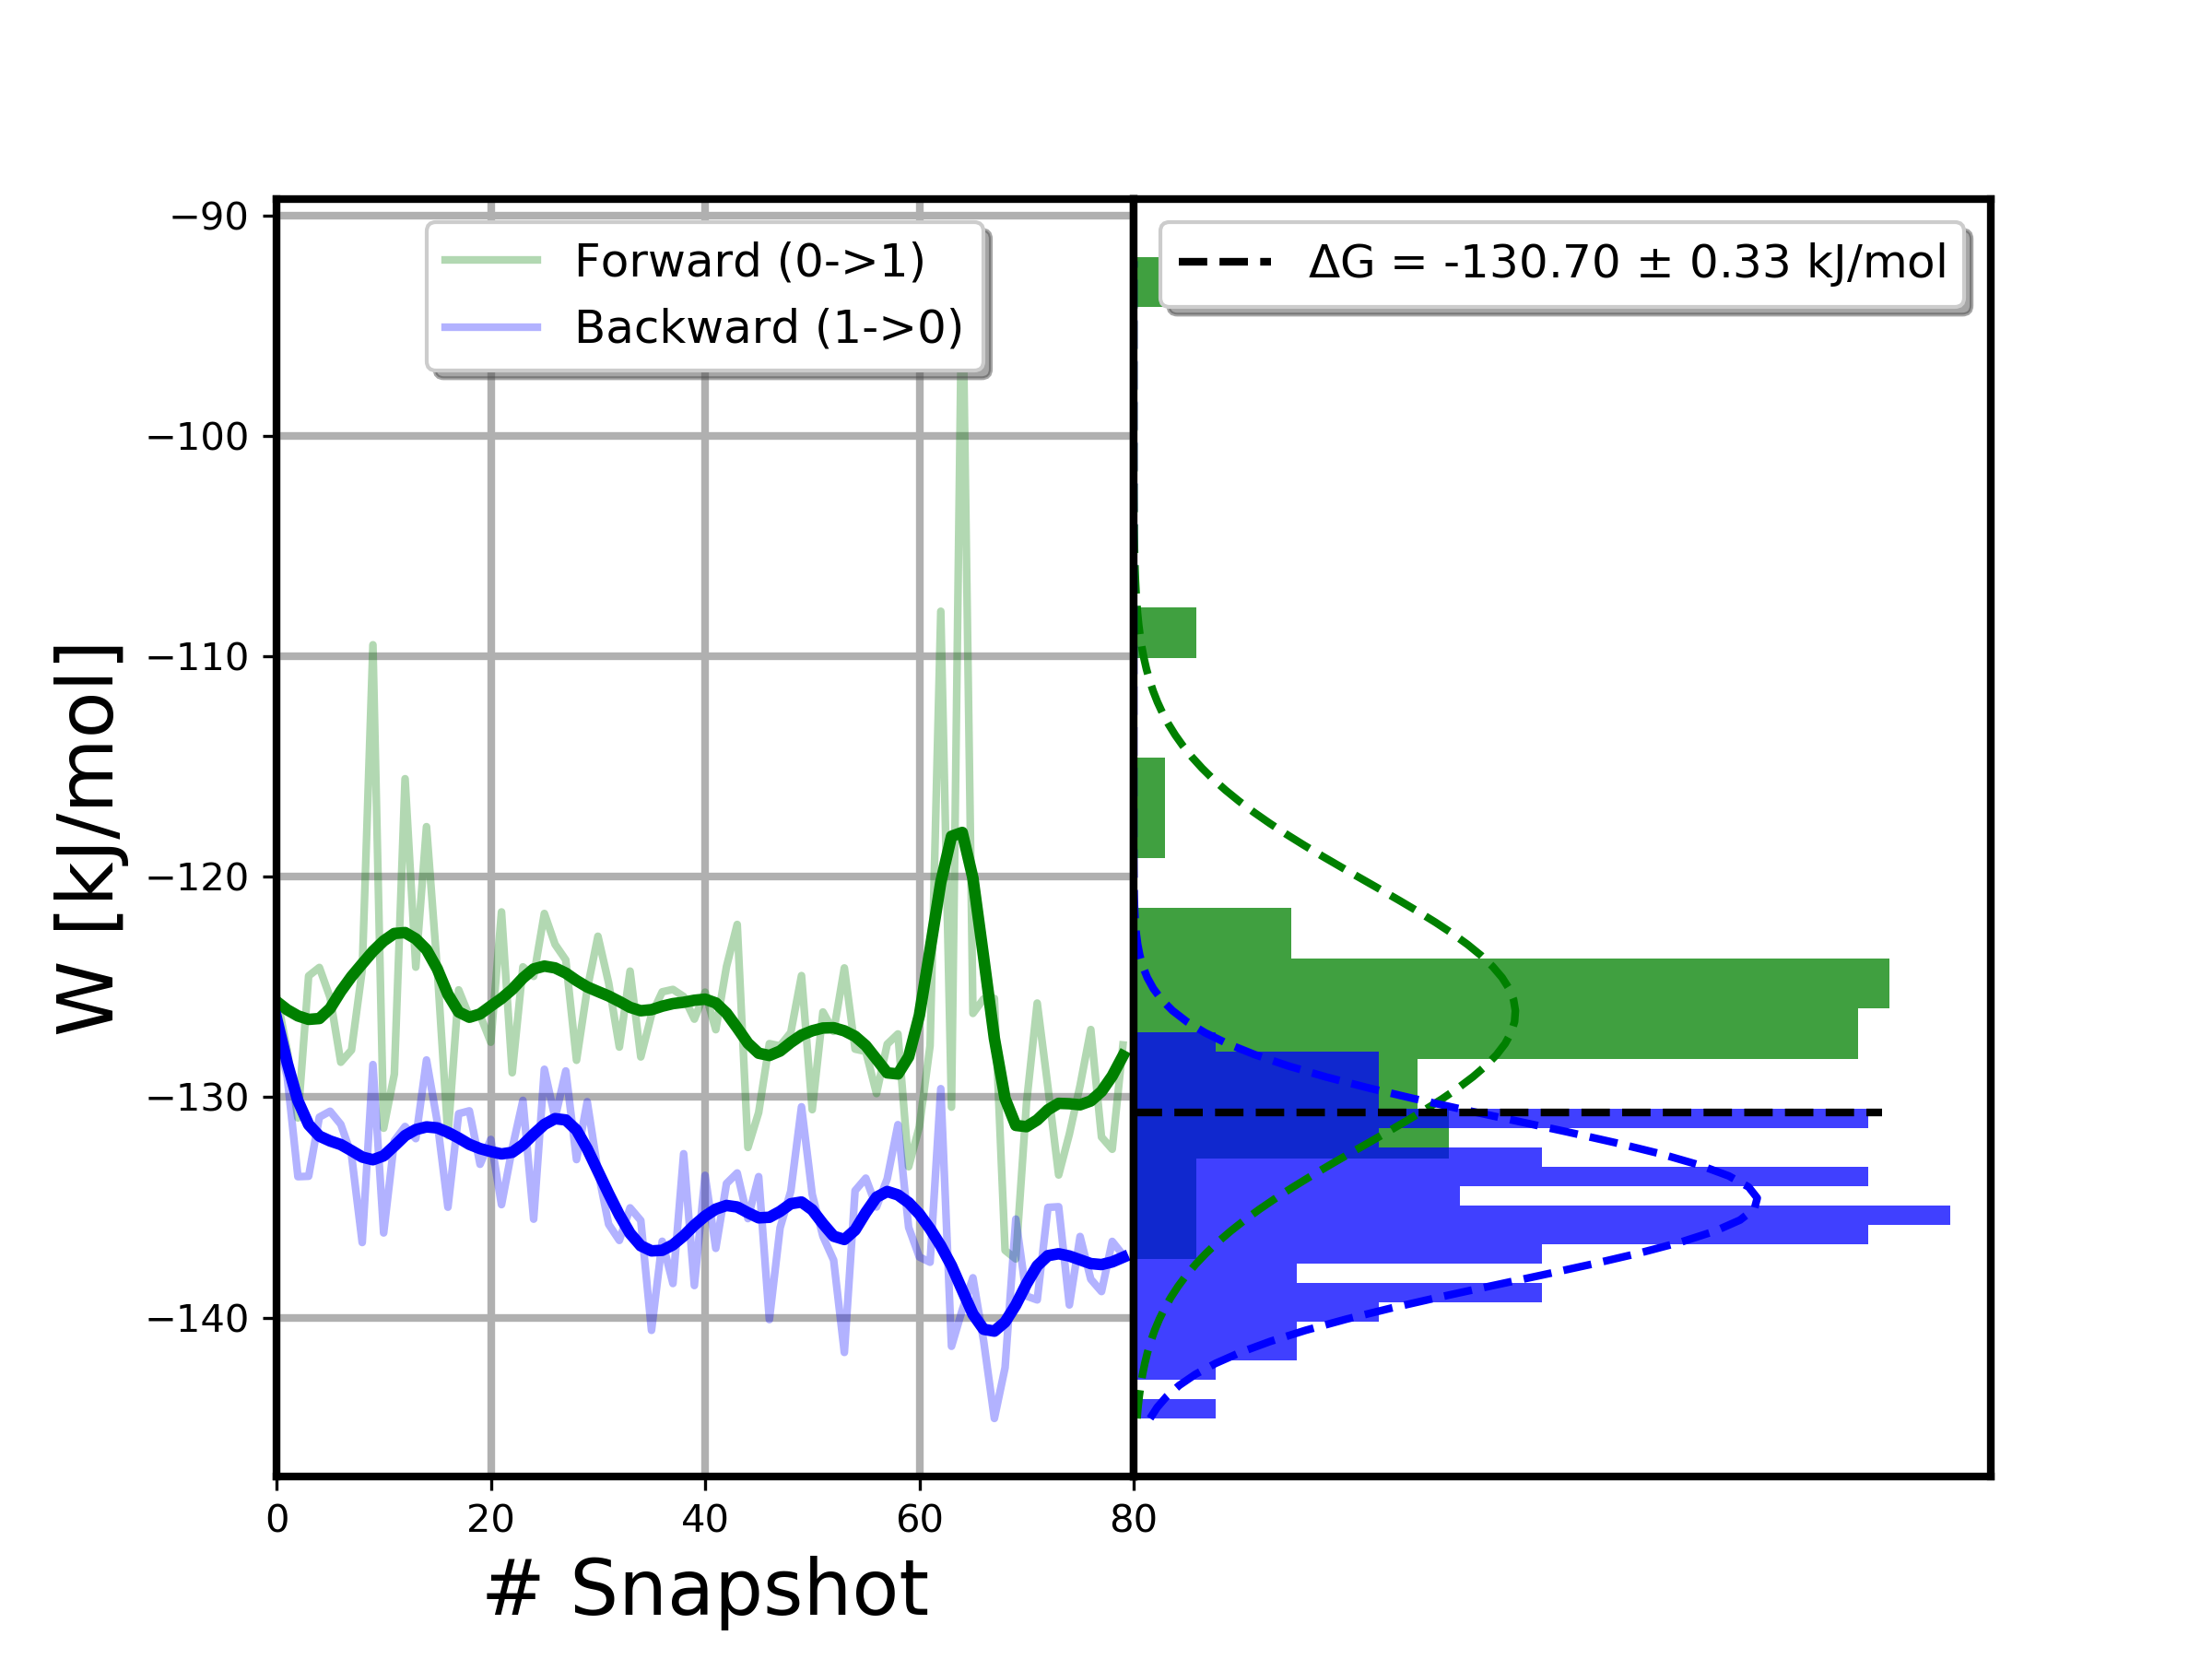 −90
−100
−110
−120
−130
−140
W [kJ/mol]
Forward (0->1)
Backward (1->0)
ΔG = -130.70 ± 0.33 kJ/mol
0 20 40 60 80
# Snapshot